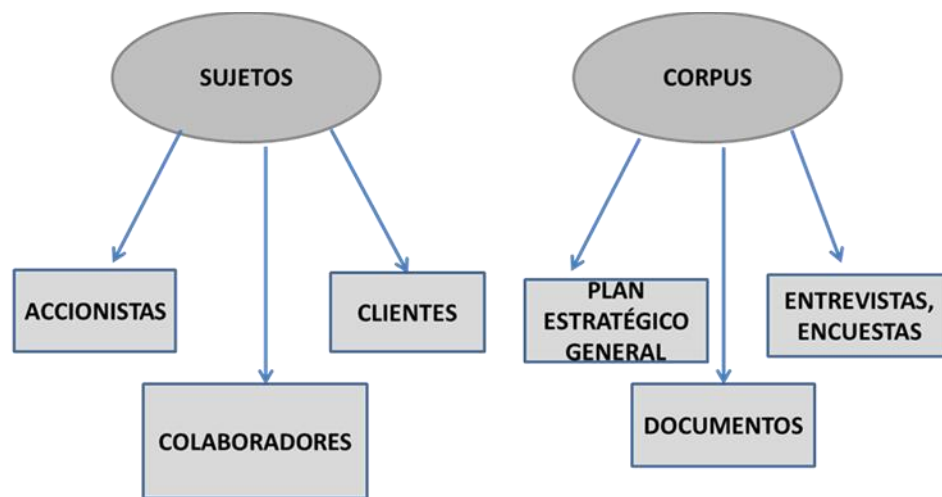 SUJETOS
ACCIONISTAS
CLIENTES
COLABORADORES
CORPUS
PLAN
ESTRATÉGICO
GENERAL
ENTREVISTAS,
ENCUESTAS
DOCUMENTOS